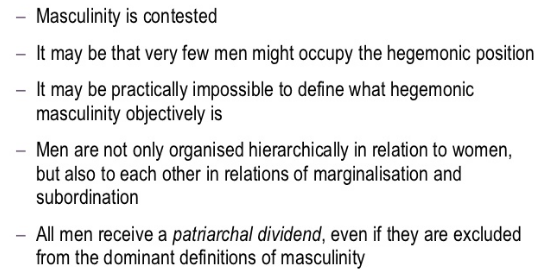 – Masculinity is contested
– It may be that very few men might occupy the hegemonic position
– It may be practically impossible to define what hegemonic
masculinity objectively is
– Men are not only organised hierarchically in relation to women,
but also to each other in relations of marginalisation and
subordination
– All men receive a patriarchal dividend, even if they are excluded
from the dominant definitions of masculinity